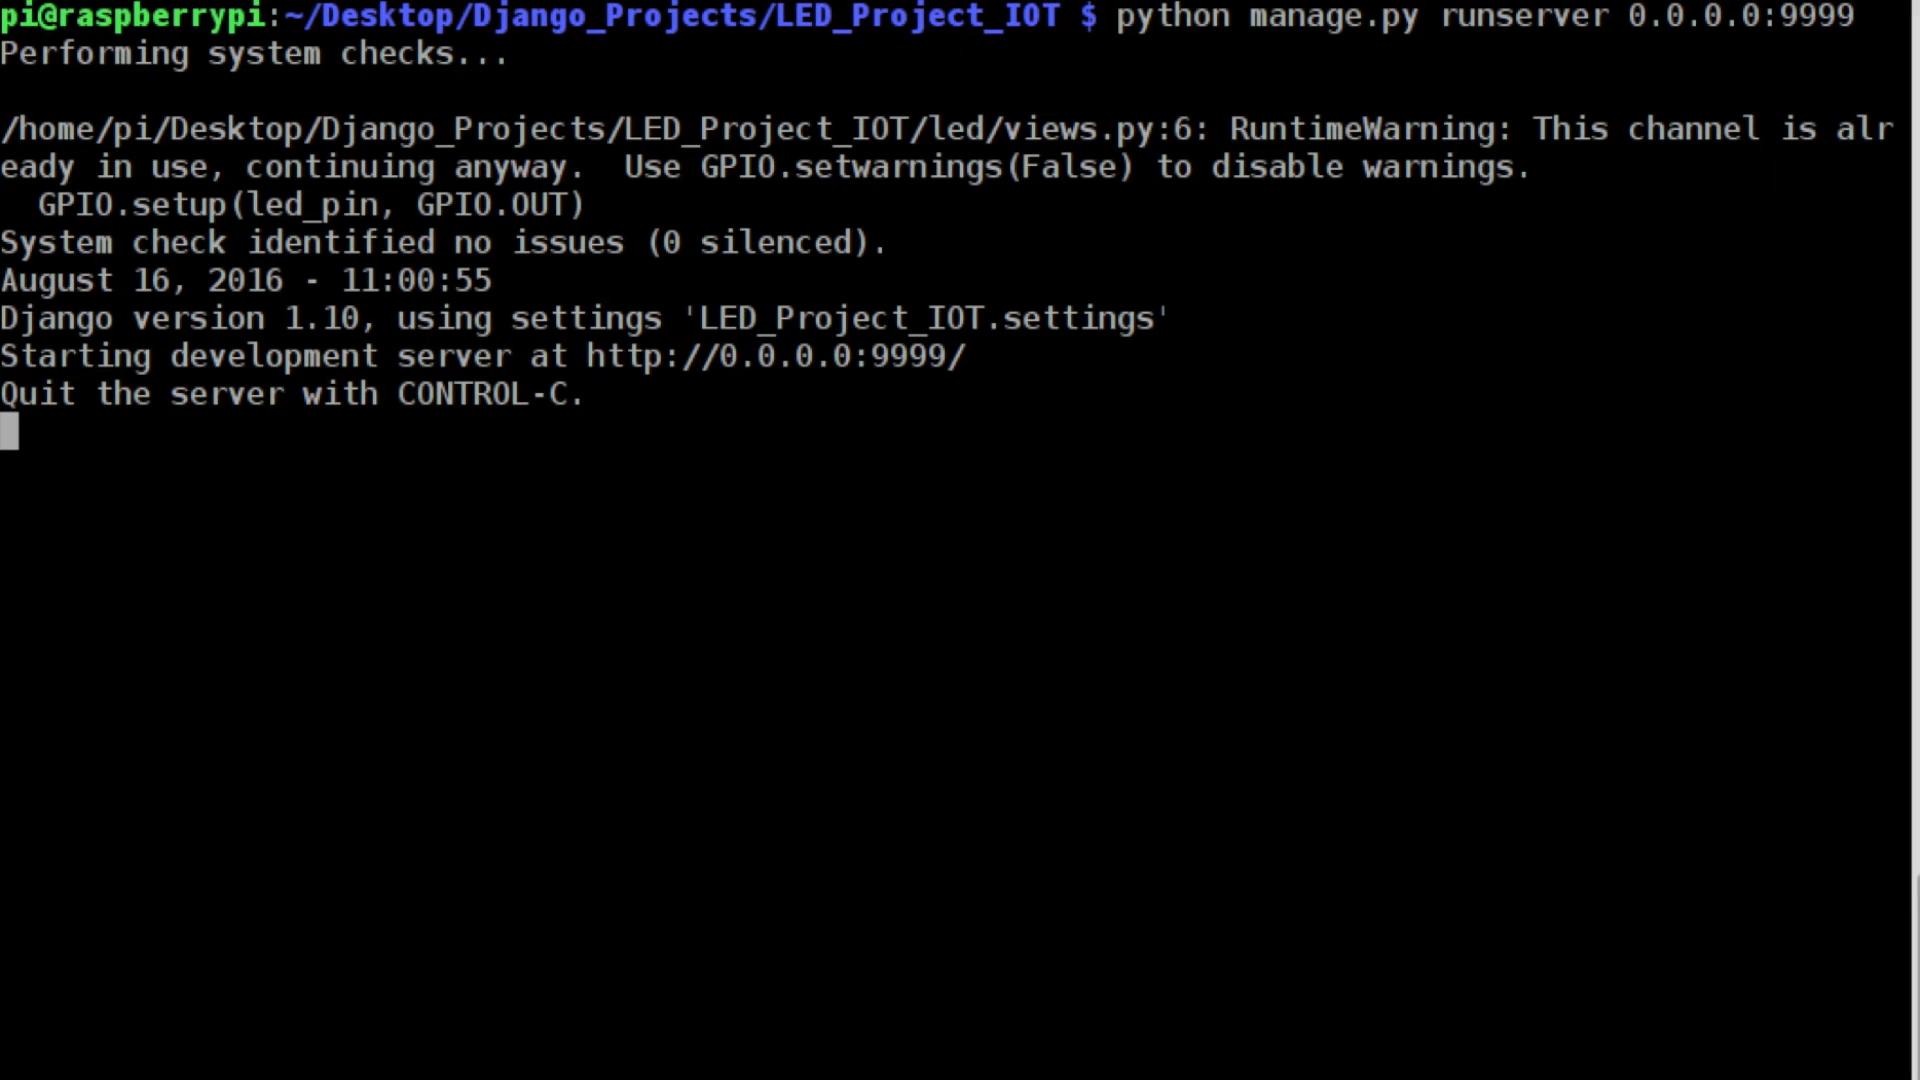 pi@raspberrypi:~/Desktop/Django_Projects/LED_Project_IOT $ python manage.py runserver 0.0.0.0:9999
Performing system checks...
/home/pi/Desktop/Django_Projects/LED_Project_IOT/led/views.py:6: RuntimeWarning: This channel is alr
eady in use, continuing anyway.  Use GPIO.setwarnings(False) to disable warnings.
  GPIO.setup(led_pin, GPIO.OUT)
System check identified no issues (0 silenced).
August 16, 2016 - 11:00:55
Django version 1.10, using settings 'LED_Project_IOT.settings'
Starting development server at http://0.0.0.0:9999/
Quit the server with CONTROL-C.